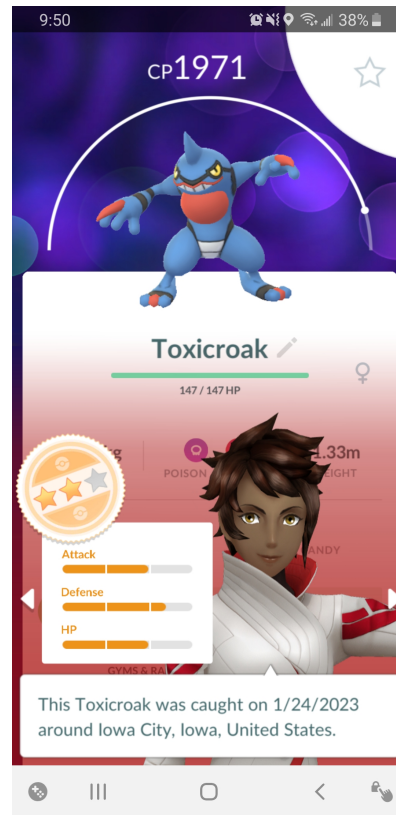 9:50
38%
CP1971
Toxicroak
147 / 147 HP
kg
1.33m
POISON
EIGHT
ANDY
Attack
Defense
HP
GYMS & RA
This Toxicroak was caught on 1/24/2023
around Iowa City, Iowa, United States.